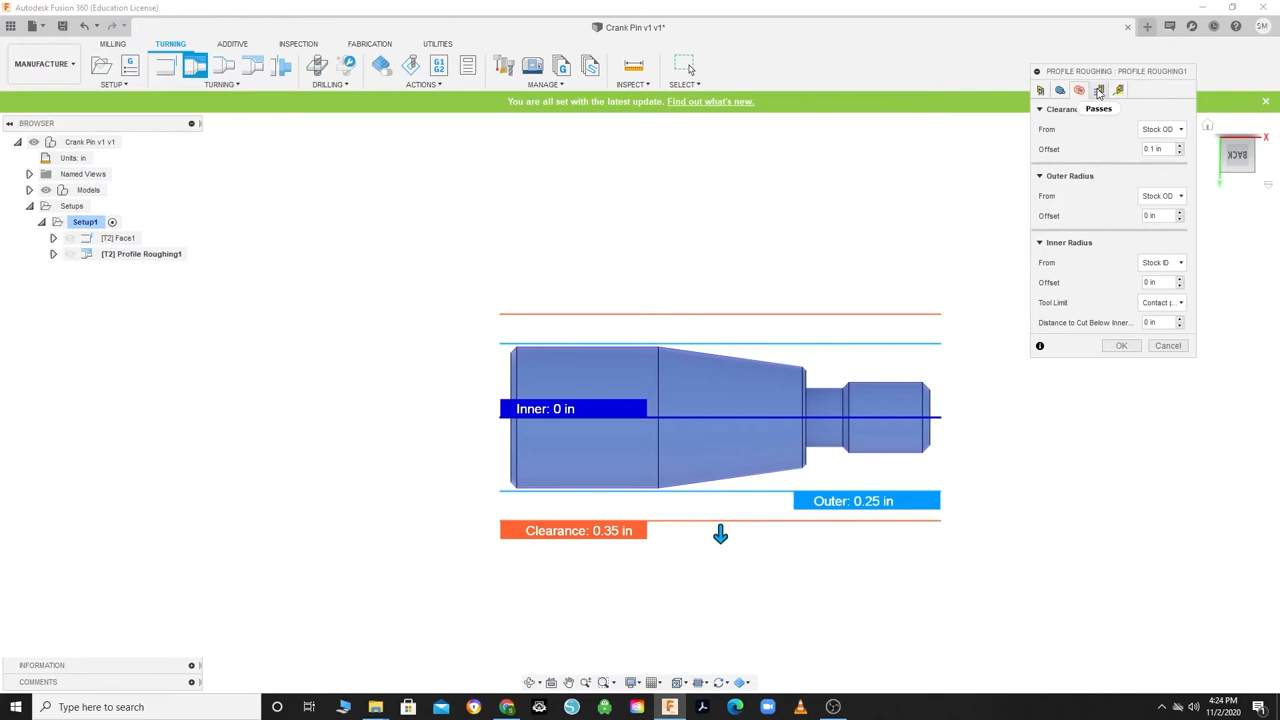 Autodesk Fusion 360 (Education License)
Crank Pin v1 v1*
SM
MILLING TURNING ADDITIVE INSPECTION FABRICATION UTILITIES
MANUFACTURE
G
G1
G2
G
SETUP TURNING DRILLING ACTIONS MANAGE INSPECT SELECT
You are all set with the latest update. Find out what's new.
BROWSER
Crank Pin v1 v1
Units: in
Named Views
Models
Setups
Setup1
[T2] Face1
[T2] Profile Roughing1
PROFILE ROUGHING : PROFILE ROUGHING1
Passes
Clearanc
From Stock OD
Offset 0.1 in
Outer Radius
From Stock OD
Offset 0 in
Inner Radius
From Stock ID
Offset 0 in
Tool Limit Contact p...
Distance to Cut Below Inner... 0 in
OK Cancel
X
BACK
Y
Inner: 0 in
Outer: 0.25 in
Clearance: 0.35 in
INFORMATION
COMMENTS
Type here to search
4:24 PM
11/2/2020